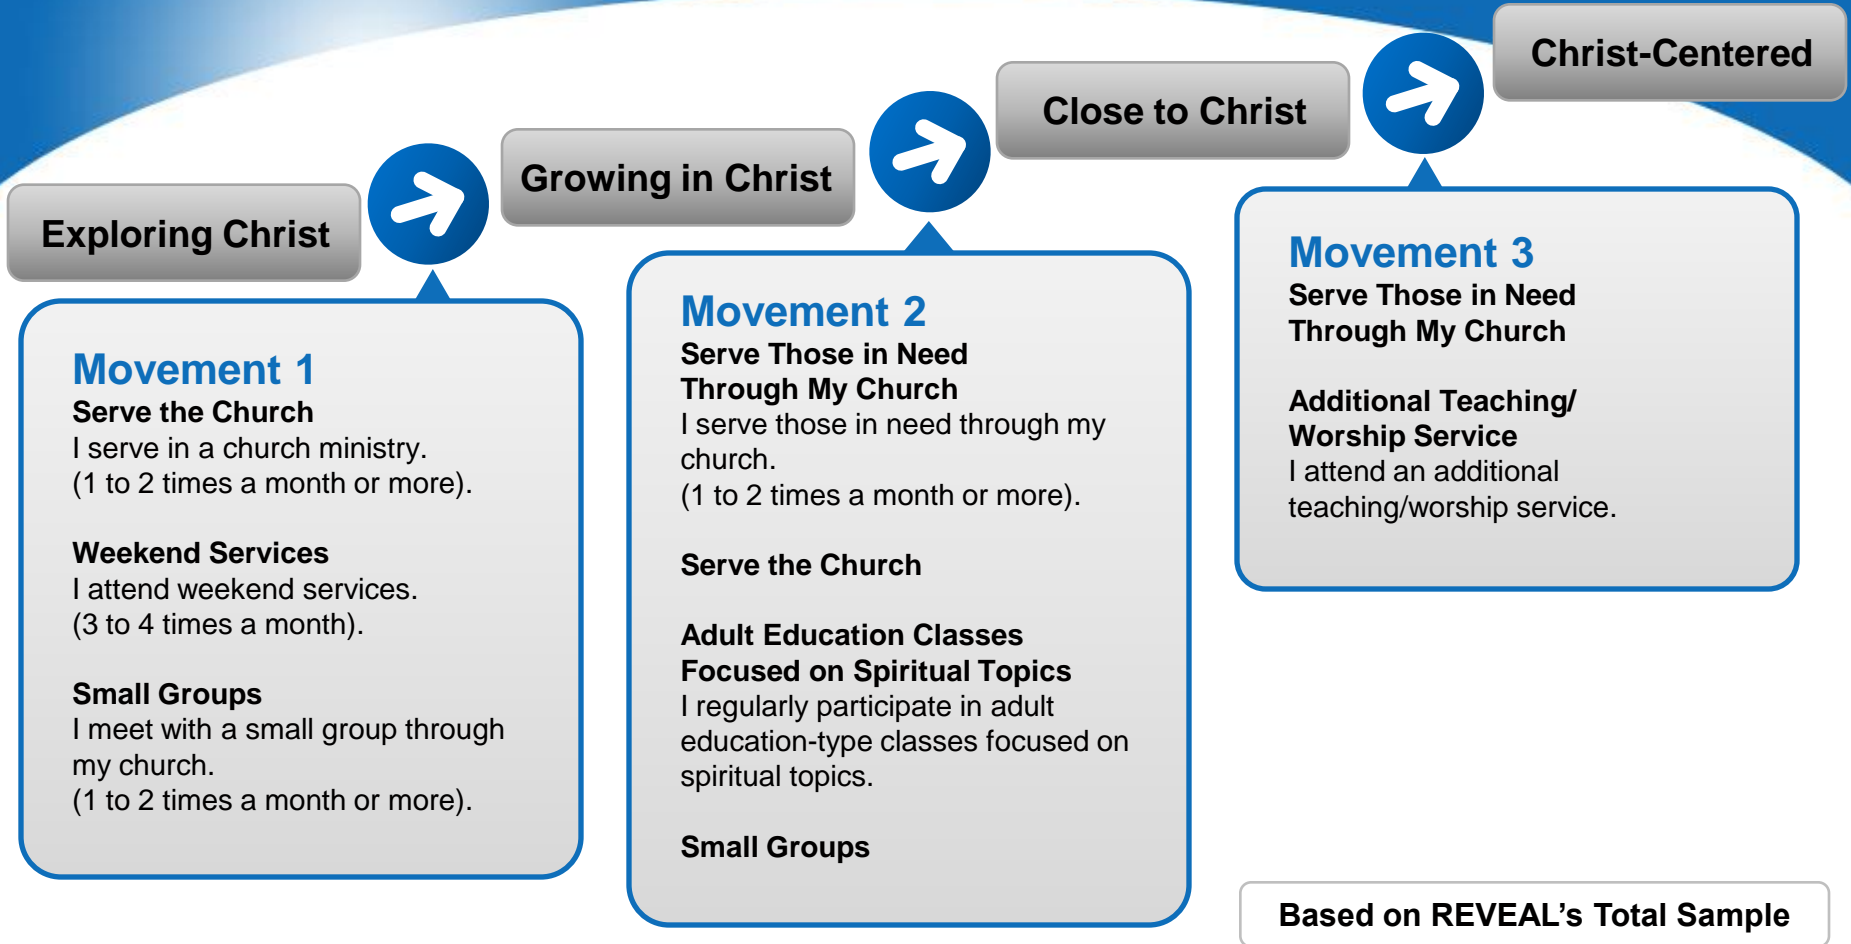 Christ-Centered
Close to Christ
Growing in Christ
Exploring Christ
Movement 1
Serve the Church
I serve in a church ministry.
(1 to 2 times a month or more).
Weekend Services
I attend weekend services.
(3 to 4 times a month).
Small Groups
I meet with a small group through
my church.
(1 to 2 times a month or more).
Movement 2
Serve Those in Need
Through My Church
I serve those in need through my
church.
(1 to 2 times a month or more).
Serve the Church
Adult Education Classes
Focused on Spiritual Topics
I regularly participate in adult
education-type classes focused on
spiritual topics.
Small Groups
Movement 3
Serve Those in Need
Through My Church
Additional Teaching/
Worship Service
I attend an additional
teaching/worship service.
Based on REVEAL's Total Sample